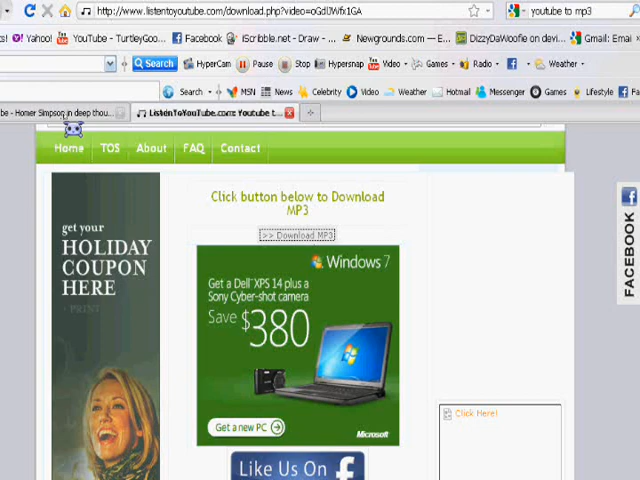 http://www.listentoyoutube.com/download.php?video=oGdUWfx1GA
youtube to mp3
Yahoo! YouTube - TurtleyGoo... Facebook iScribble.net - Draw - ... Newgrounds.com — E... DizzyDaWoofie on devi... Gmail: Emai
Search HyperCam Pause Stop Hypersnap Video Games Radio Weather
Search MSN News Celebrity Video Weather Hotmail Messenger Games Lifestyle Fa
be - Homer Simpson in deep thou... ListenToYouTube.com: Youtube t...
Home TOS About FAQ Contact
Click button below to Download
MP3
>> Download MP3
get your
HOLIDAY
COUPON
HERE
PRINT
Windows 7
Get a Dell XPS 14 plus a
Sony Cyber-shot camera
Save $380
Get a new PC
Microsoft
Like Us On f
FACEBOOK
Click Here!